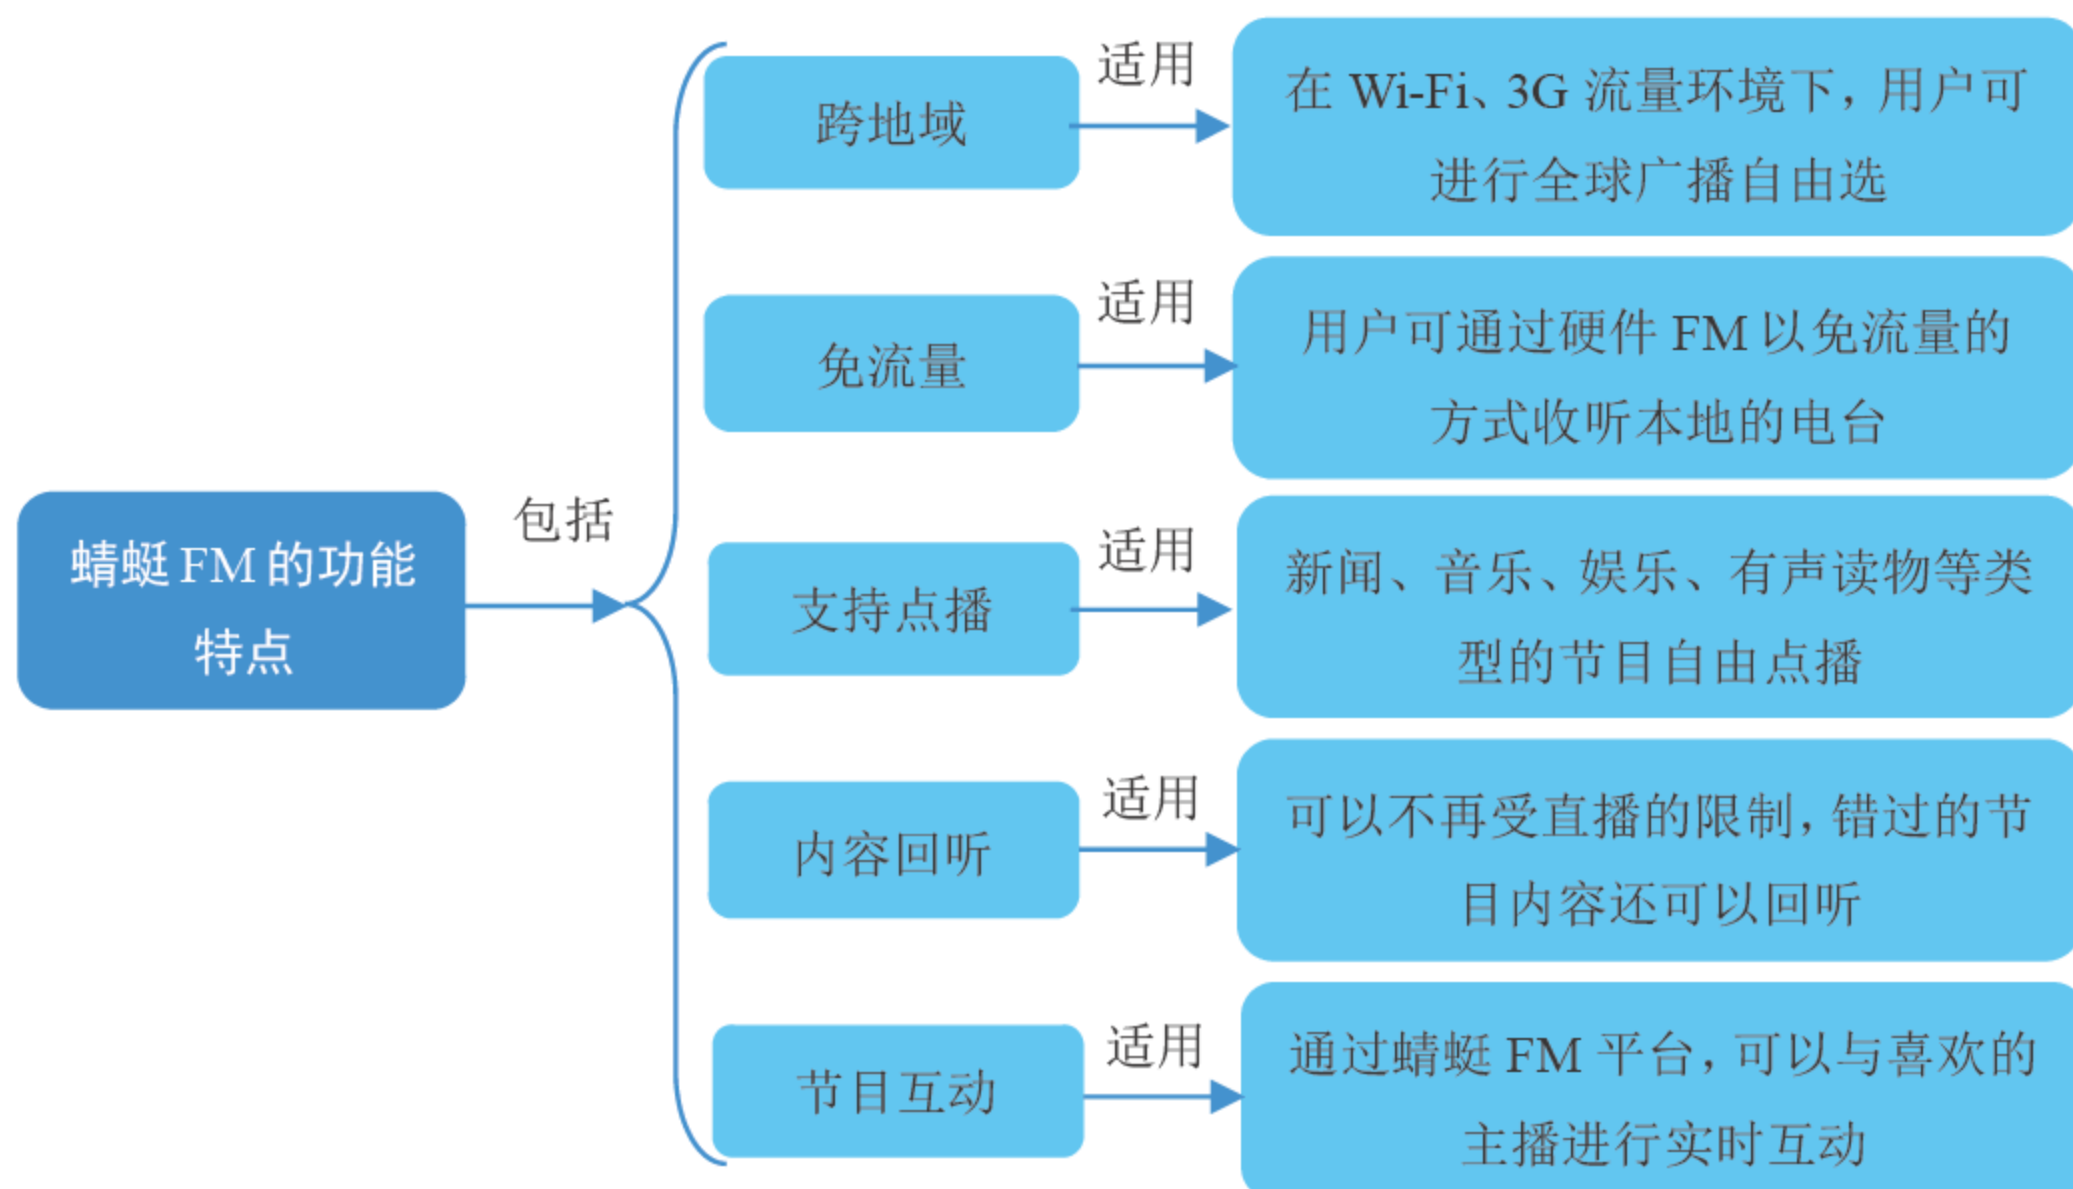 蜻蜓 FM 的功能
特点
包括
跨地域
适用
在 Wi-Fi、3G 流量环境下，用户可
进行全球广播自由选
免流量
适用
用户可通过硬件 FM 以免流量的
方式收听本地的电台
支持点播
适用
新闻、音乐、娱乐、有声读物等类
型的节目自由点播
内容回听
适用
可以不再受直播的限制，错过的节
目内容还可以回听
节目互动
适用
通过蜻蜓 FM 平台，可以与喜欢的
主播进行实时互动